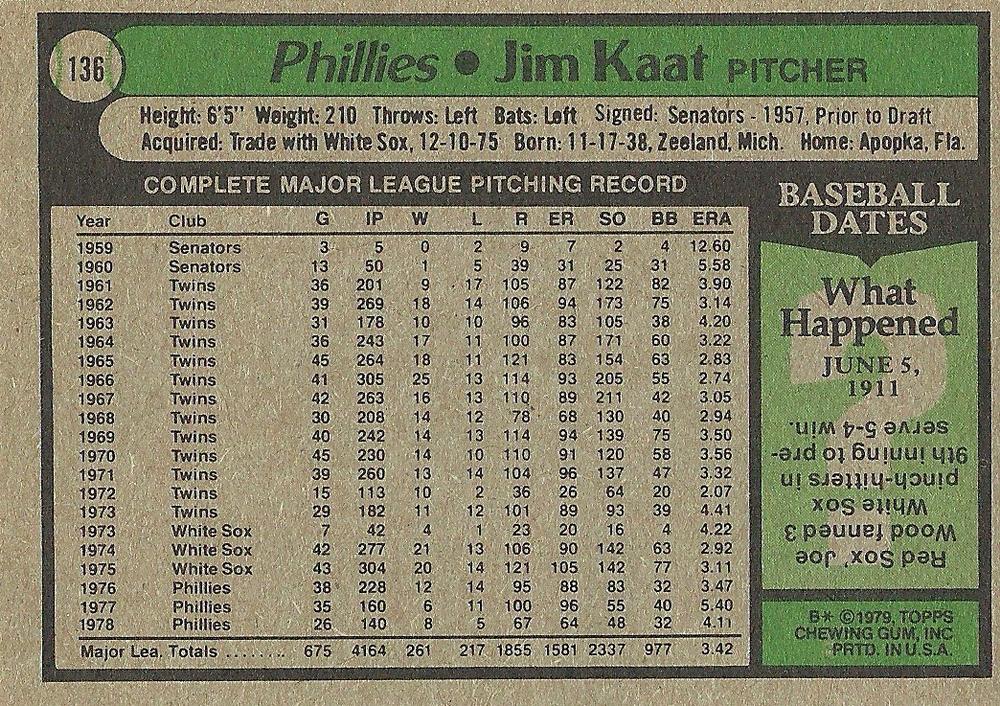 136
Phillies • Jim Kaat PITCHER
Height: 6'5" Weight: 210 Throws: Left Bats: Left Signed: Senators - 1957, Prior to Draft
Acquired: Trade with White Sox, 12-10-75 Born: 11-17-38, Zeeland, Mich. Home: Apopka, Fla.
COMPLETE MAJOR LEAGUE PITCHING RECORD
Year Club G IP W L R ER SO BB ERA
1959 Senators 3 5 0 2 9 7 2 4 12.60
1960 Senators 13 50 1 5 39 31 25 31 5.58
1961 Twins 36 201 9 17 105 87 122 82 3.90
1962 Twins 39 269 18 14 106 94 173 75 3.14
1963 Twins 31 178 10 10 96 83 105 38 4.20
1964 Twins 36 243 17 11 100 87 171 60 3.22
1965 Twins 45 264 18 11 121 83 154 63 2.83
1966 Twins 41 305 25 13 114 93 205 55 2.74
1967 Twins 42 263 16 13 110 89 211 42 3.05
1968 Twins 30 208 14 12 78 68 130 40 2.94
1969 Twins 40 242 14 13 114 94 139 75 3.50
1970 Twins 45 230 14 10 110 91 120 58 3.56
1971 Twins 39 260 13 14 104 96 137 47 3.32
1972 Twins 15 113 10 2 36 26 64 20 2.07
1973 Twins 29 182 11 12 101 89 93 39 4.41
1973 White Sox 7 42 4 1 23 20 16 4 4.22
1974 White Sox 42 277 21 13 106 90 142 63 2.92
1975 White Sox 43 304 20 14 121 105 142 77 3.11
1976 Phillies 38 228 12 14 95 88 83 32 3.47
1977 Phillies 35 160 6 11 100 96 55 40 5.40
1978 Phillies 26 140 8 5 67 64 48 32 4.11
Major Lea. Totals ........ 675 4164 261 217 1855 1581 2337 977 3.42
BASEBALL
DATES
What
Happened
JUNE 5,
1911
Red Sox' Joe
Wood fanned 3
White Sox
pinch-hitters in
9th inning to pre-
serve 5-4 win.
B* ©1979, TOPPS
CHEWING GUM, INC
PRTD. IN U.S.A.